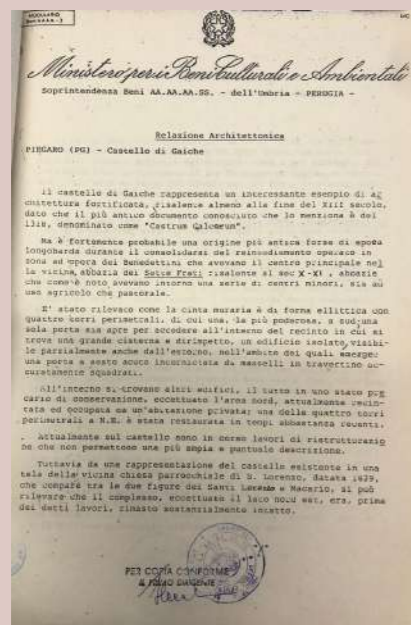 Ministero per i Beni Culturali e Ambientali
Soprintendenza Beni AA.AA.AA.SS. - dell'Umbria - PERUGIA -
Relazione Architettonica
PIEGARO (PG) - Castello di Gaiche
Il castello di Gaiche rappresenta un interessante esempio di ar
chitettura fortificata, risalente almeno alla fine del XIII secolo,
dato che il più antico documento conosciuto che lo menziona è del
1318, denominato come "Castrum
Ma è fortemente probabile una origine più antica forse di epoca
longobarda durante il consolidarsi del reinsediamento operato in
zona ad opera dei Benedettini che avevano il centro principale nel
la vicina abbazia dei Sette Frati risalente al sec X-XI, abbazie
che come è noto avevano intorno una serie di centri minori, sia ad
uso agricolo che pastorale.
E' stato rilevato come la cinta muraria è di forma ellittica con
quattro torri perimetrali, di cui una, la più poderosa, a sud; una
sola porta sia apre per accedere all'interno del recinto in cui si
trova una grande cisterna e dirispetto, un edificio isolato, visibi-
le parzialmente anche dall'esterno, nell'ambito dei quali emerge
una porta a sesto acuto incorniciata da masselli in travertino ac-
curatamente squadrati.
All'interno si trovano altri edifici, il tutto in uno stato pre
cario di conservazione, eccettuato l'area nord, attualmente recin-
tata ed occupata da un'abitazione privata; una delle quattro torri
perimetrali a N.E. è stata restaurata in tempi abbastanza recenti.
Attualmente sul castello sono in corso lavori di ristrutturazio
ne che non permettono una più ampia e puntuale descrizione.
Tuttavia da una rappresentazione del castello esistente in una
tela della vicina chiesa parrocchiale di S. Lorenzo, datata 1639,
che compare tra le due figure dei Santi Lorenzo e Macario, si può
rilevare che il complesso, eccettuato il lato nord est, era, prima
dei detti lavori, rimasto sostanzialmente intatto.
PER COPIA CONFORME
IL PRIMO DIRIGENTE